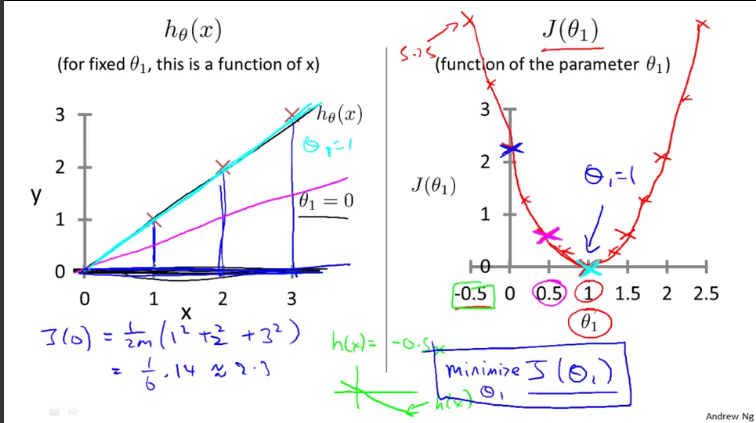 hθ(x)
(for fixed θ₁, this is a function of x)
3
2
1
0
y
0 1 2 3
x
hθ(x)
θ₁=1
θ₁ = 0
J(0) = 1/2m (1² + 2² + 3²)
= 1/6 · 14 ≈ 2.3
h(x) = -0.5x
h(x)
J(θ₁)
(function of the parameter θ₁)
5.25
3
2
1
0
J(θ₁)
θ₁=1
-0.5 0 0.5 1 1.5 2 2.5
θ₁
minimize J(θ₁)
θ₁
Andrew Ng